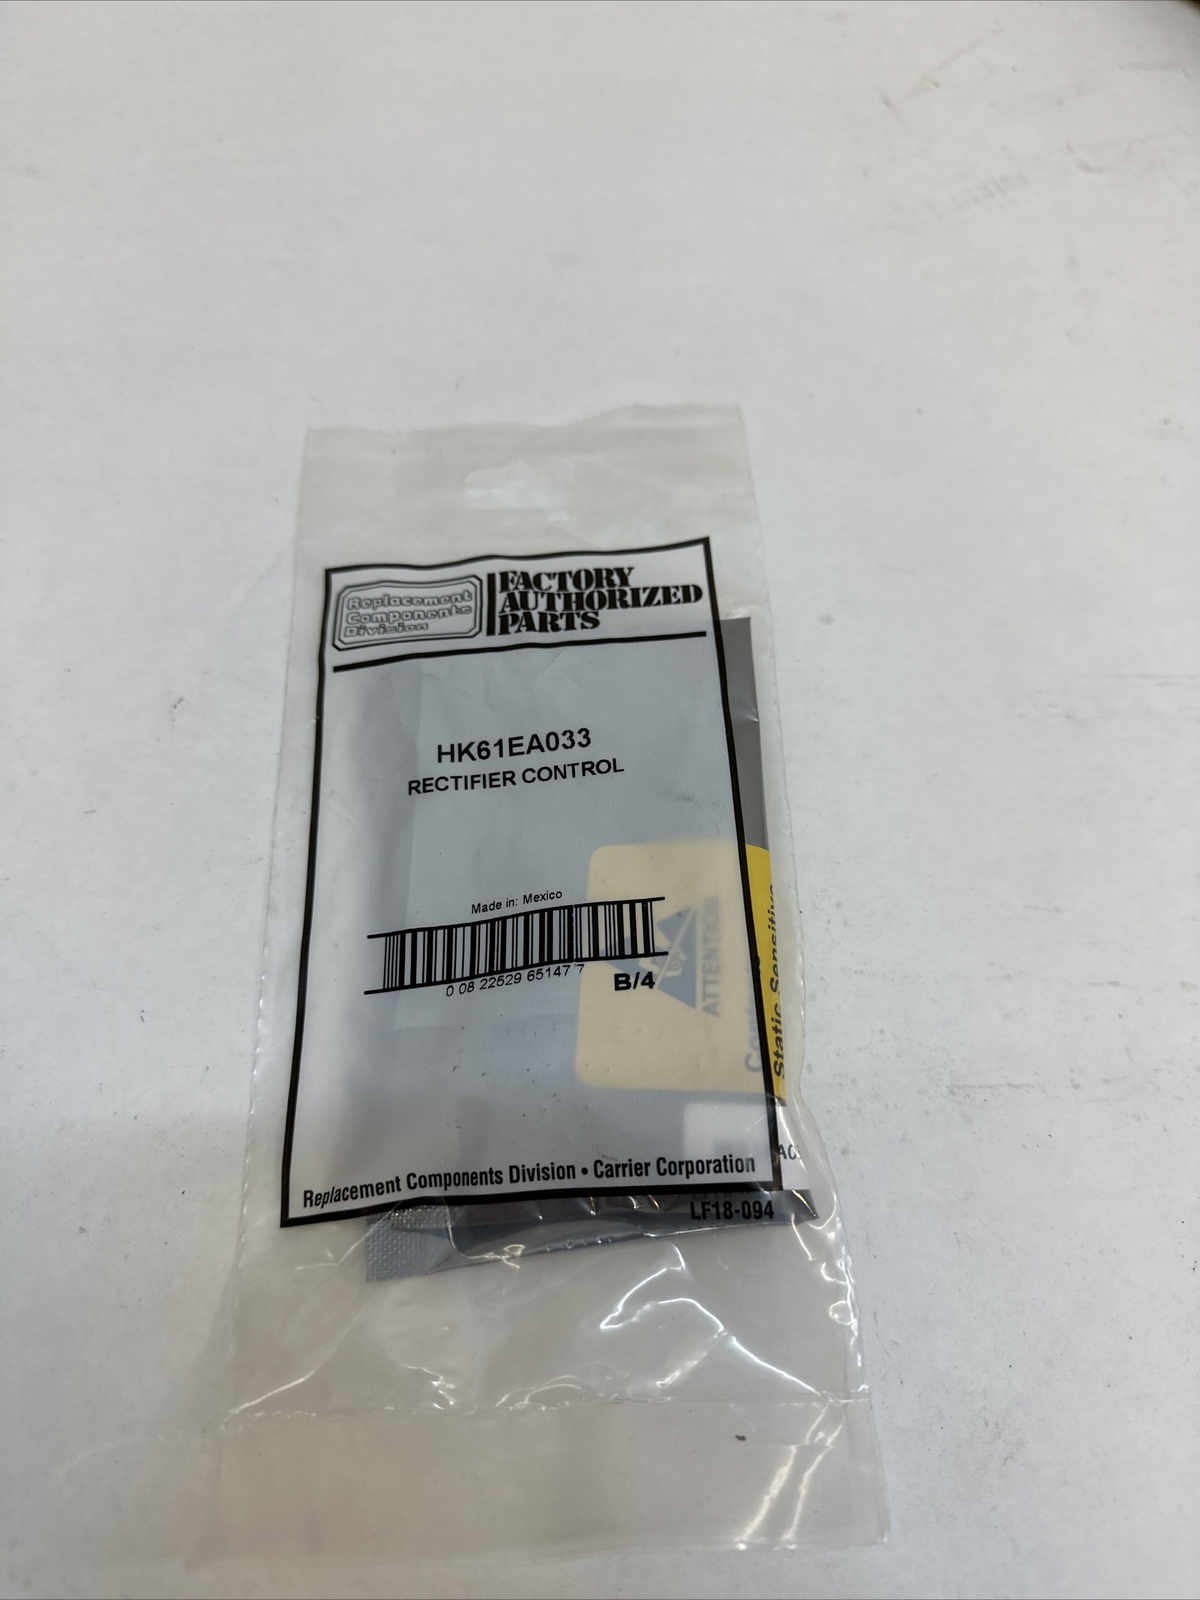 Replacement
Components
Division
FACTORY
AUTHORIZED
PARTS
HK61EA033
RECTIFIER CONTROL
Made in: Mexico
0 08 22529 65147 7
B/4
ATTENTION
Static Sensitive
Replacement Components Division • Carrier Corporation
LF18-094